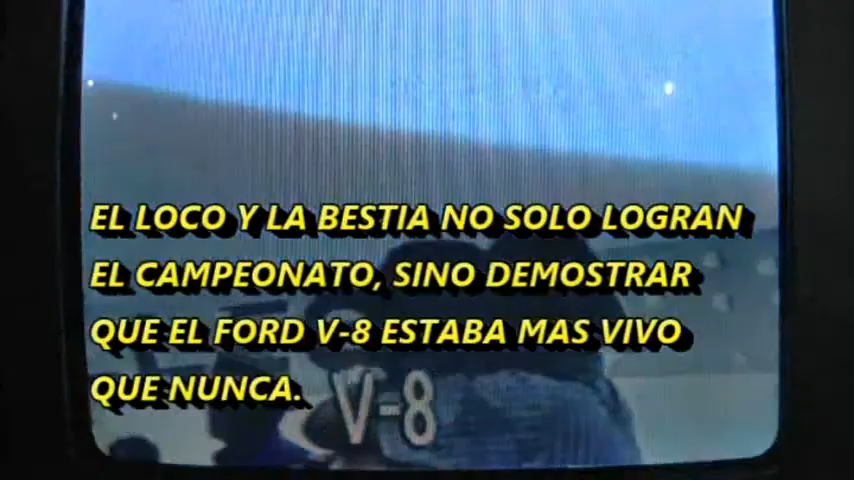 EL LOCO Y LA BESTIA NO SOLO LOGRAN
EL CAMPEONATO, SINO DEMOSTRAR
QUE EL FORD V-8 ESTABA MAS VIVO
QUE NUNCA.
V-8